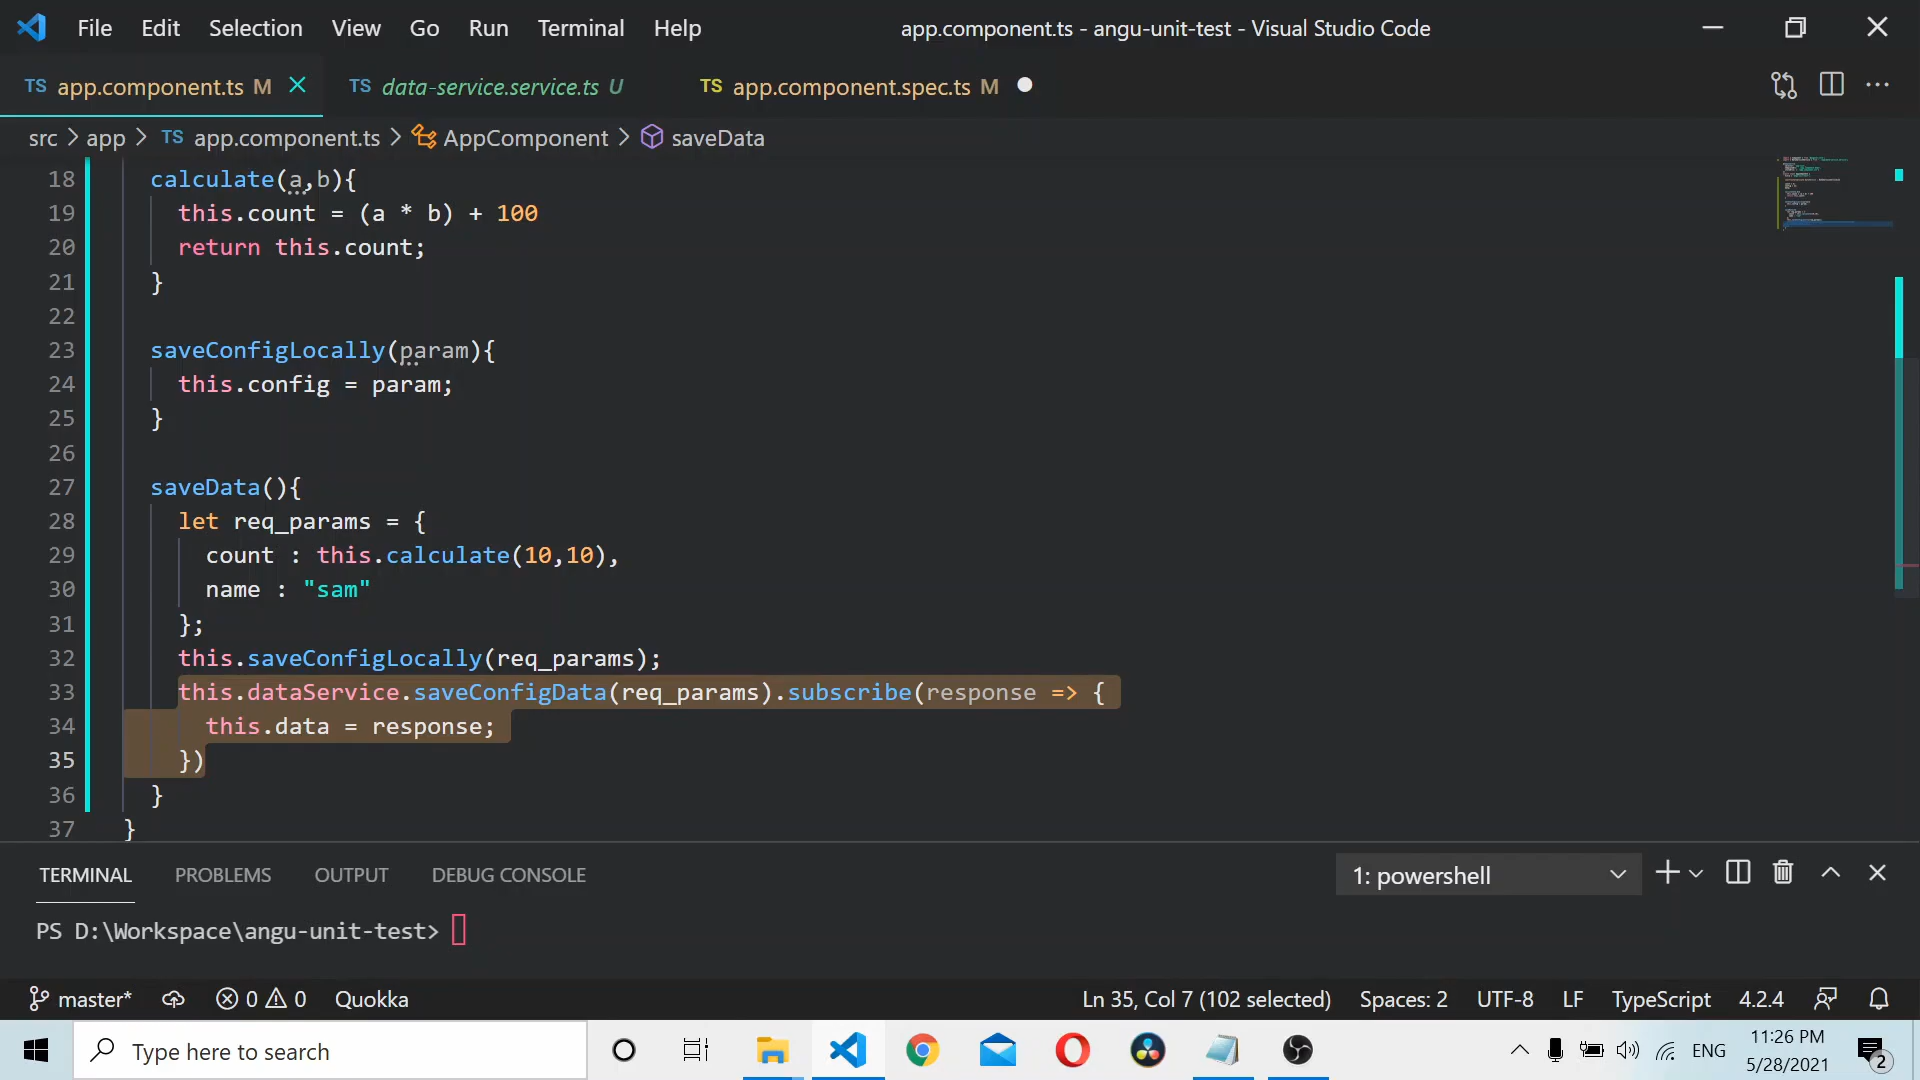 File Edit Selection View Go Run Terminal Help app.component.ts - angu-unit-test - Visual Studio Code
TS app.component.ts M TS data-service.service.ts U TS app.component.spec.ts M
src > app > TS app.component.ts > AppComponent > saveData
18 calculate(a,b){
19 this.count = (a * b) + 100
20 return this.count;
21 }
22
23 saveConfigLocally(param){
24 this.config = param;
25 }
26
27 saveData(){
28 let req_params = {
29 count : this.calculate(10,10),
30 name : "sam"
31 };
32 this.saveConfigLocally(req_params);
33 this.dataService.saveConfigData(req_params).subscribe(response => {
34 this.data = response;
35 })
36 }
37 }
TERMINAL PROBLEMS OUTPUT DEBUG CONSOLE 1: powershell
PS D:\Workspace\angu-unit-test>
master* 0 0 Quokka Ln 35, Col 7 (102 selected) Spaces: 2 UTF-8 LF TypeScript 4.2.4
Type here to search ENG 11:26 PM
5/28/2021 2